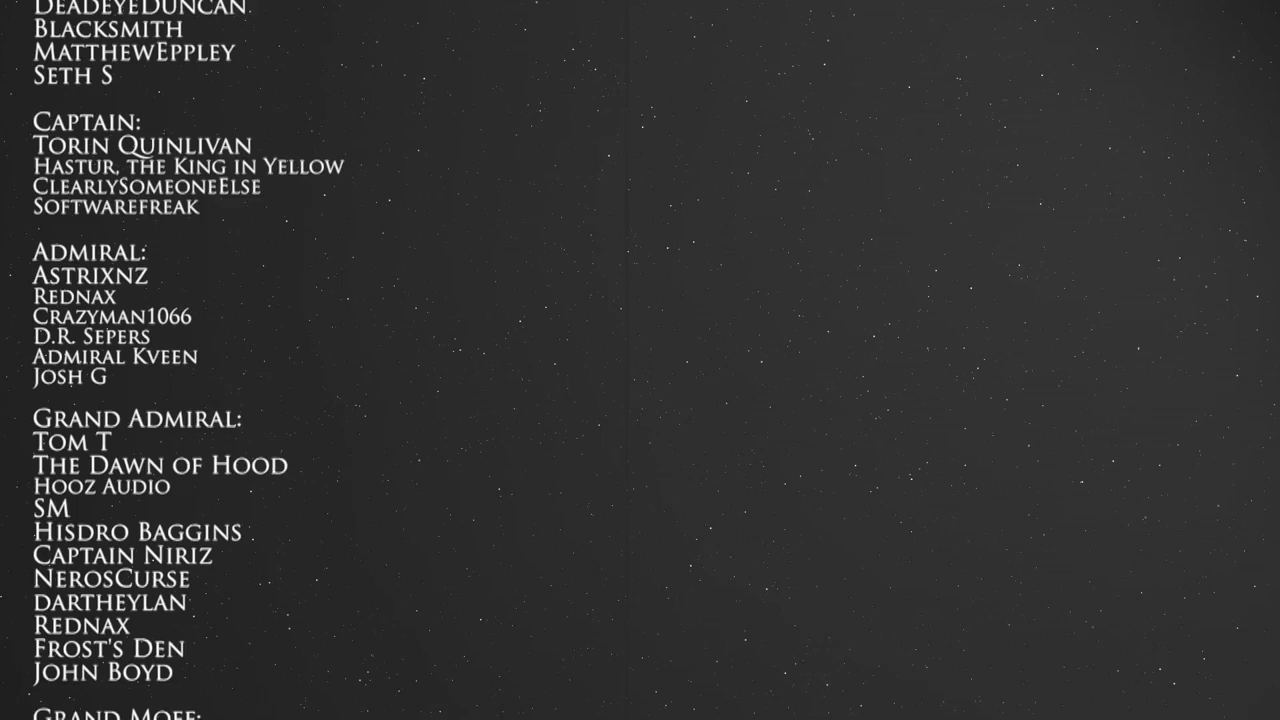 DeadeyeDuncan
Blacksmith
MatthewEppley
Seth S
Captain:
Torin Quinlivan
Hastur, the King in Yellow
ClearlySomeoneElse
Softwarefreak
Admiral:
Astrixnz
Rednax
Crazyman1066
D.R. Sepers
Admiral Kveen
Josh G
Grand Admiral:
Tom T
The Dawn of Hood
Hooz Audio
SM
Hisdro Baggins
Captain Niriz
NerosCurse
dartheylan
Rednax
Frost's Den
John Boyd
Grand Moff: